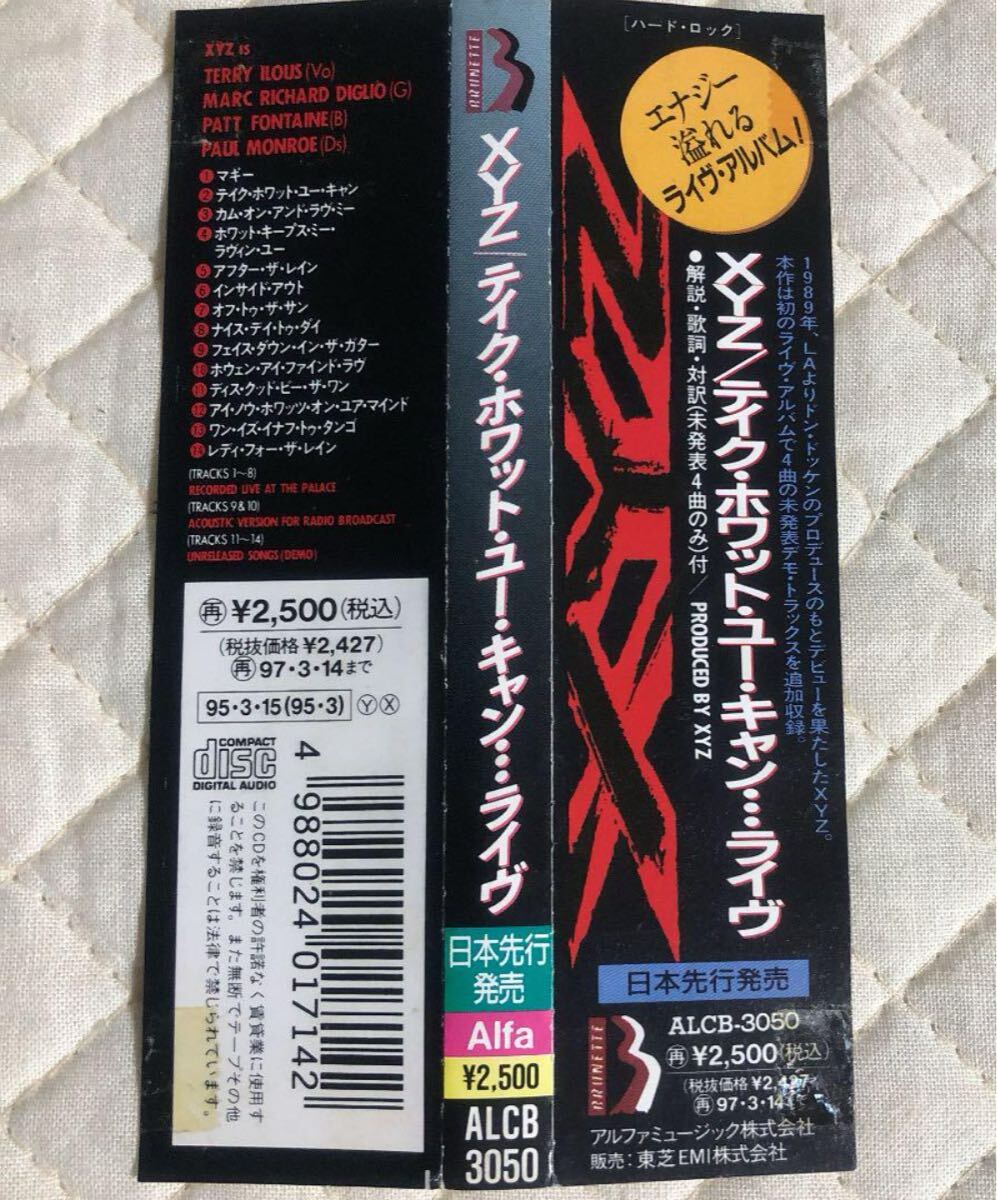 XYZ IS
TERRY ILOUS(Vo)
MARC RICHARD DIGLIO(G)
PATT FONTAINE(B)
PAUL MONROE(Ds)
① マギー
② テイク・ホワット・ユー・キャン
③ カム・オン・アンド・ラヴ・ミー
④ ホワット・キープス・ミー・
ラヴィン・ユー
⑤ アフター・ザ・レイン
⑥ インサイド・アウト
⑦ オフ・トゥ・ザ・サン
⑧ ナイス・デイ・トゥ・ダイ
⑨ フェイス・ダウン・イン・ザ・ガター
⑩ ホウェン・アイ・ファインド・ラヴ
⑪ ディス・クッド・ビー・ザ・ワン
⑫ アイ・ノウ・ホワッツ・オン・ユア・マインド
⑬ ワン・イズ・イナフ・トゥ・タンゴ
⑭ レディ・フォー・ザ・レイン
(TRACKS 1〜8)
RECORDED LIVE AT THE PALACE
(TRACKS 9&10)
ACOUSTIC VERSION FOR RADIO BROADCAST
(TRACKS 11〜14)
UNRELEASED SONGS (DEMO)
再 ¥2,500(税込)
(税抜価格 ¥2,427)
再 97・3・14まで
95・3・15(95・3) Ⓨ Ⓧ
COMPACT
disc
DIGITAL AUDIO
このCDを権利者の許諾なく賃貸業に使用す
ることを禁じます。また無断でテープその他
に録音することは法律で禁じられています。
4 988024 017142
BRUNETTE
XYZ/テイク・ホワット・ユー・キャン…ライヴ
日本先行
発売
Alfa
¥2,500
ALCB
3050
[ハード・ロック]
エナジー
溢れる
ライヴ・アルバム!
XYZ
1989年、LAよりドン・ドッケンのプロデュースのもとデビューを果たしたXYZ。
本作は初のライヴ・アルバムで4曲の未発表デモ・トラックスを追加収録。
XYZ/テイク・ホワット・ユー・キャン…ライヴ
●解説・歌詞・対訳(未発表4曲のみ)付/PRODUCED BY XYZ
日本先行発売
BRUNETTE
ALCB-3050
再 ¥2,500(税込)
(税抜価格 ¥2,427)
再 97・3・14まで
アルファミュージック株式会社
販売:東芝EMI株式会社